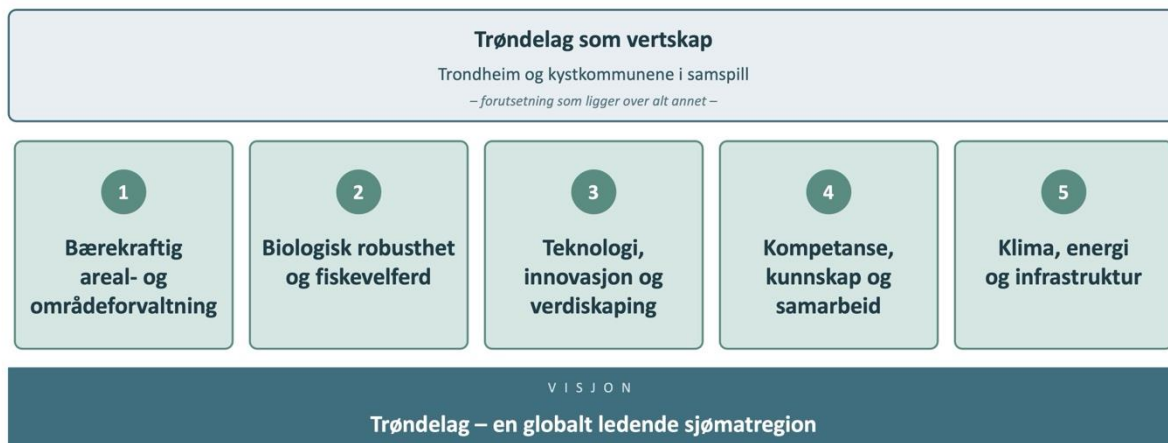 Trøndelag som vertskap
Trondheim og kystkommunene i samspill
– forutsetning som ligger over alt annet –
1
Bærekraftig
areal- og
områdeforvaltning
2
Biologisk robusthet
og fiskevelferd
3
Teknologi,
innovasjon og
verdiskaping
4
Kompetanse,
kunnskap og
samarbeid
5
Klima, energi
og infrastruktur
VISJON
Trøndelag – en globalt ledende sjømatregion